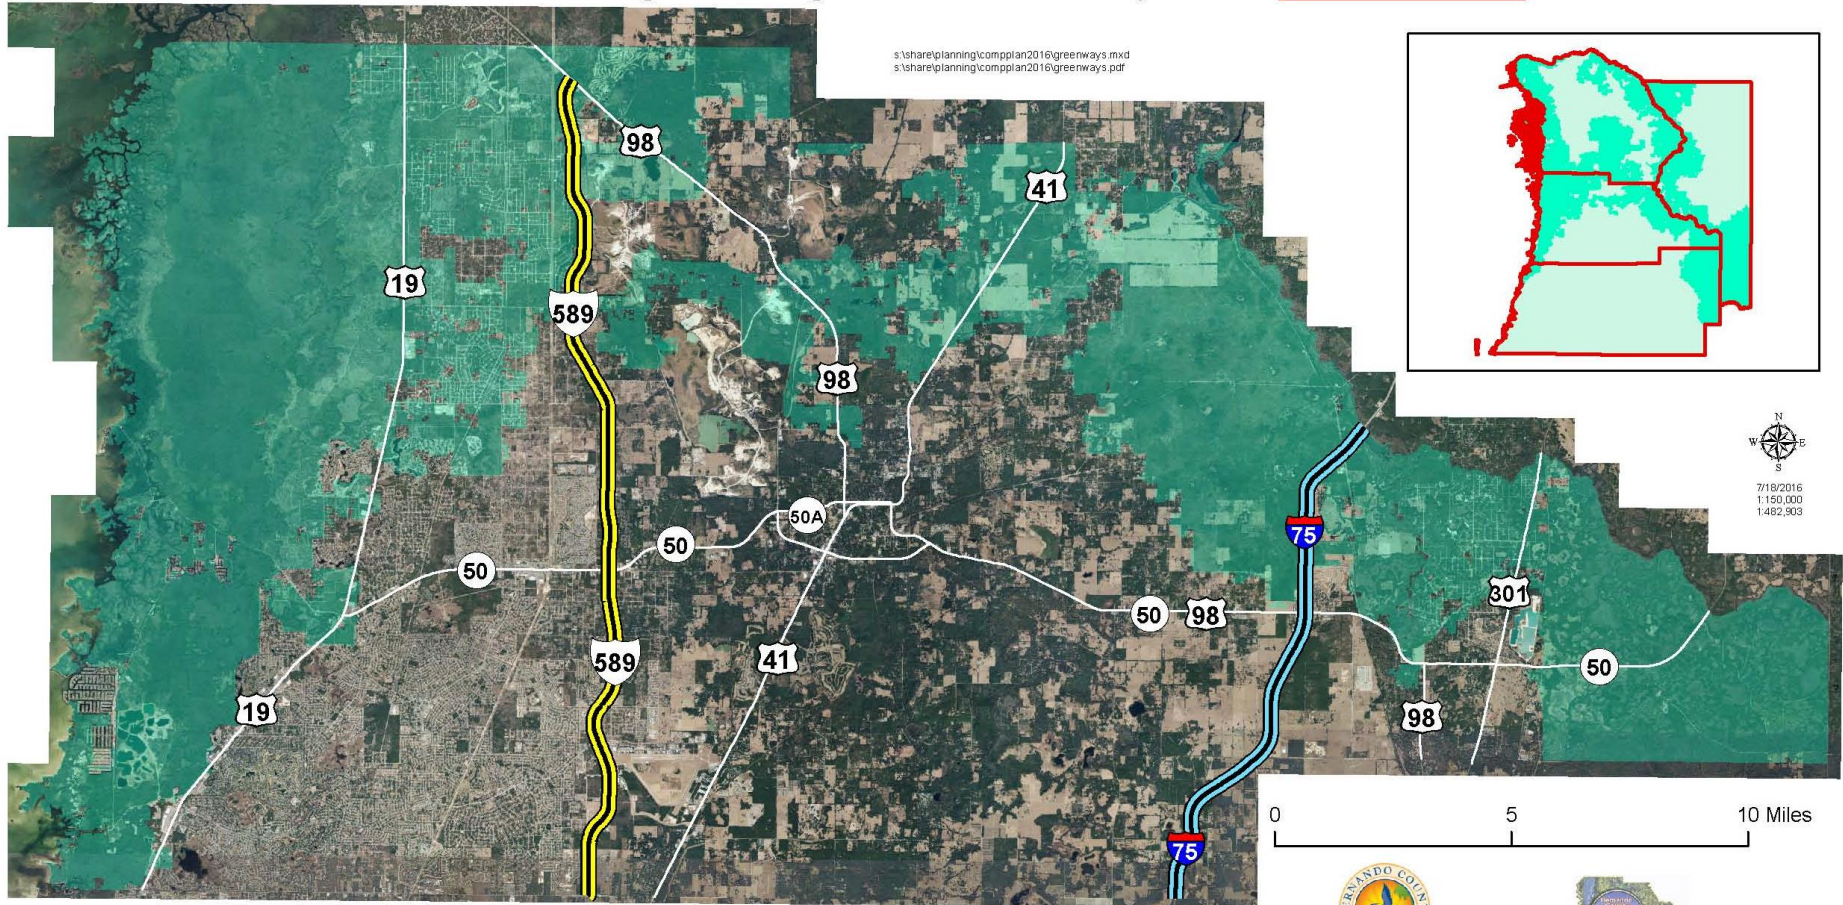 s:\share\planning\compplan2016\greenways.mxd
s:\share\planning\compplan2016\greenways.pdf
98
41
19
589
98
N
W E
S
7/18/2016
1:150,000
1:482,903
50A
75
50
50
301
50 98
589
41
50
19
98
0 5 10 Miles
75